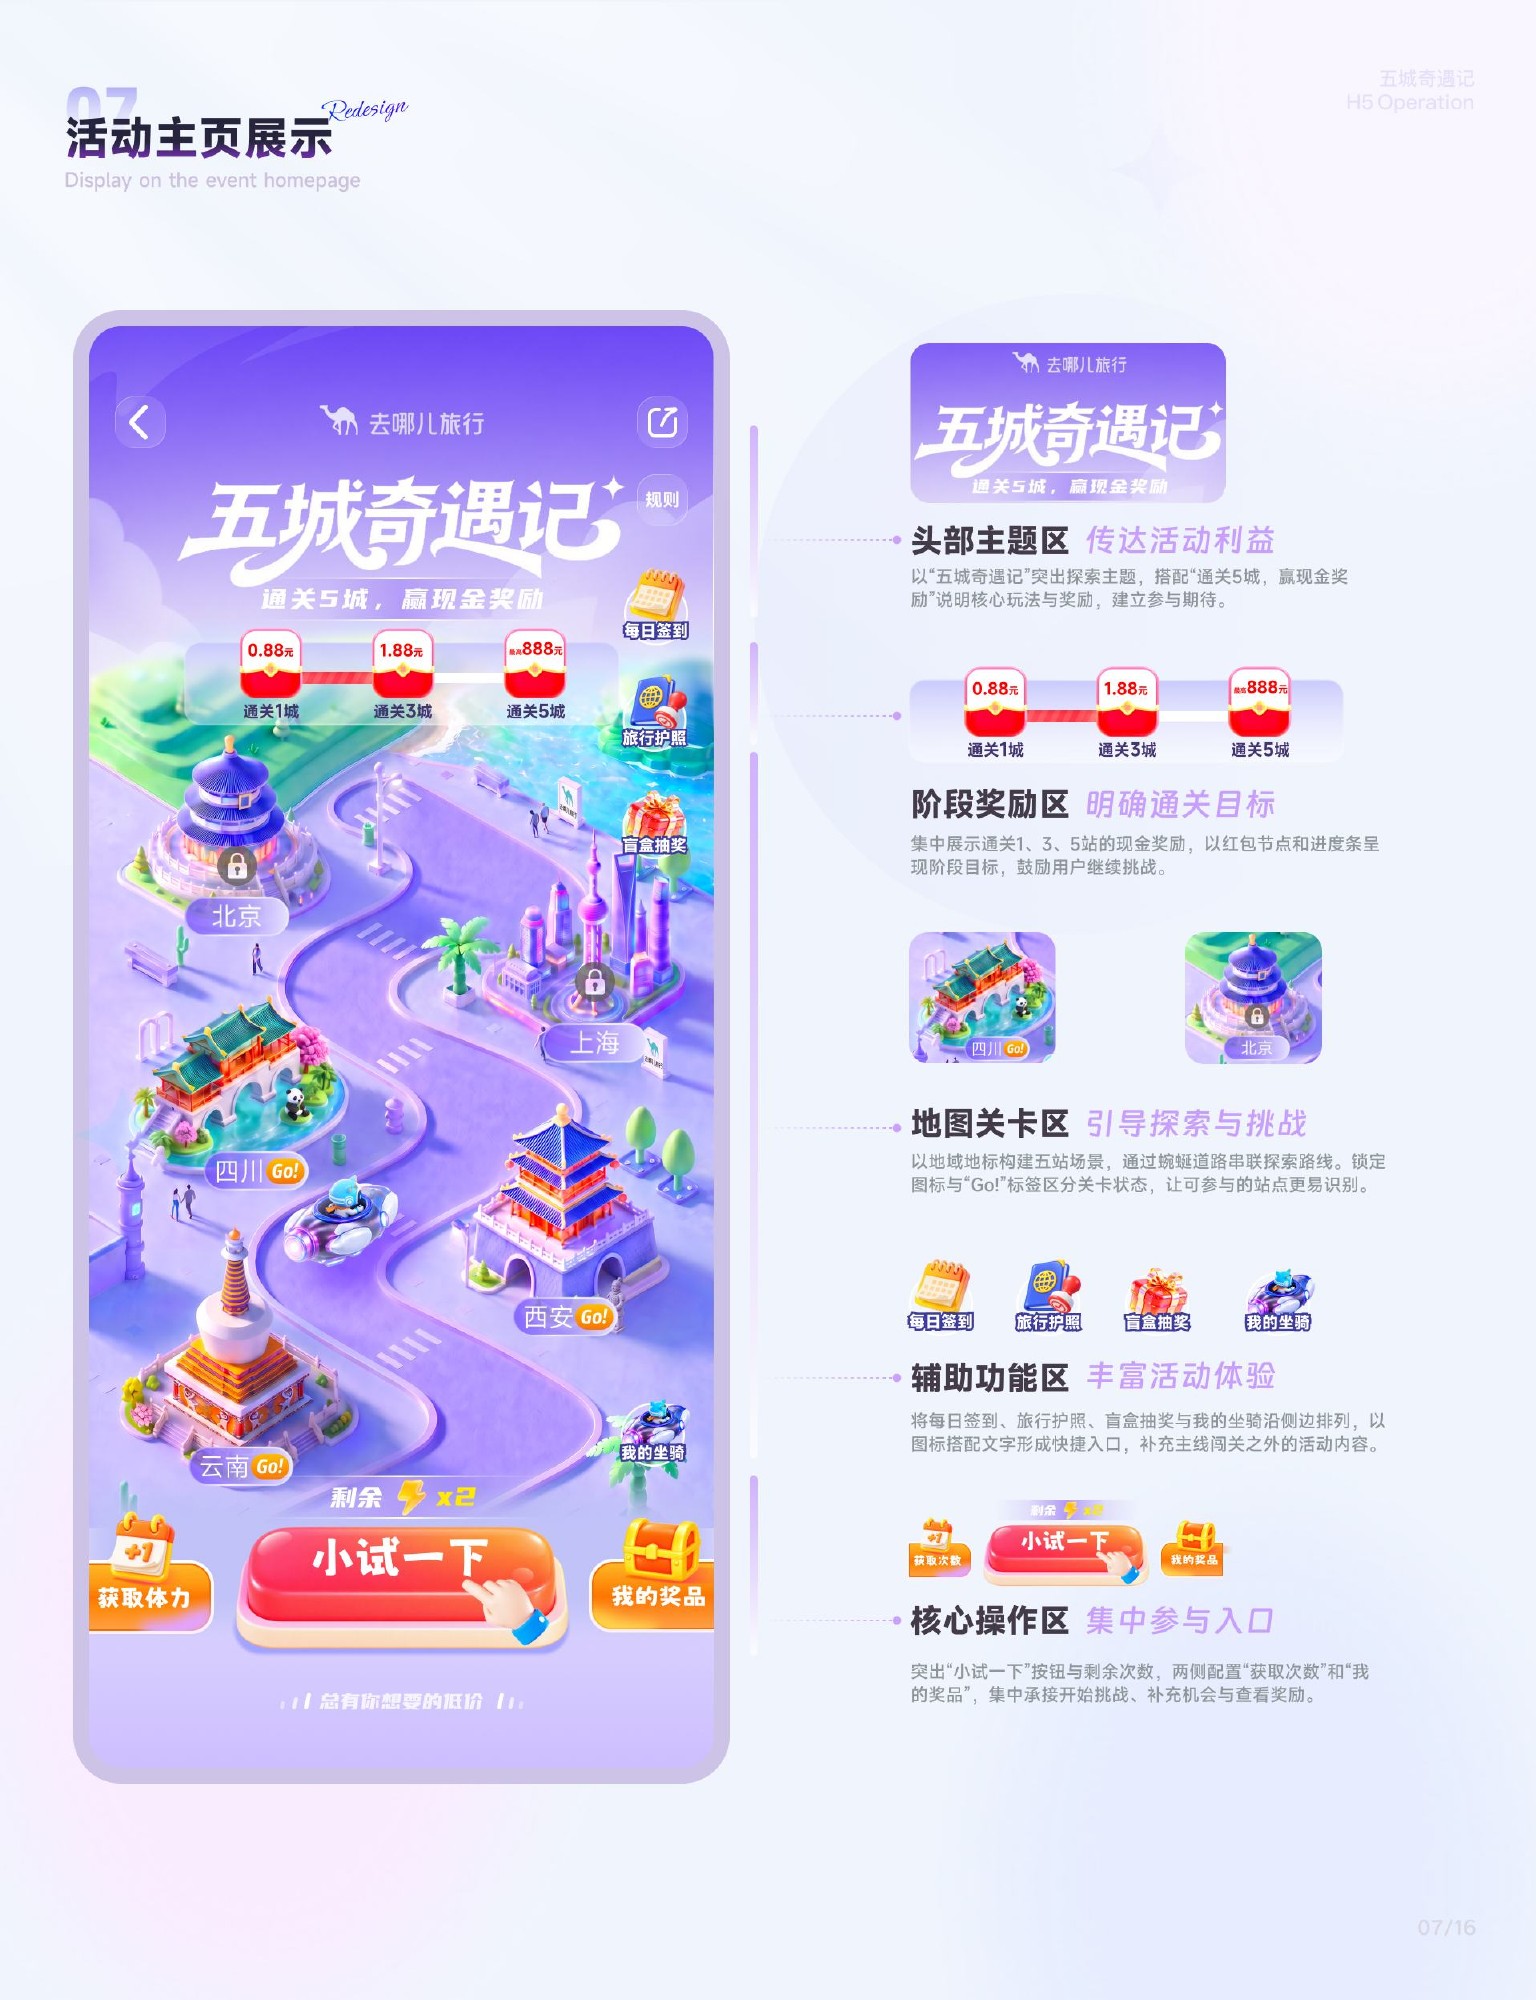 五城奇遇记
H5 Operation
07
活动主页展示
Redesign
Display on the event homepage
去哪儿旅行
五城奇遇记
规则
通关5城，赢现金奖励
每日签到
0.88元
1.88元
最高888元
通关1城
通关3城
通关5城
旅行护照
盲盒抽奖
北京
上海
四川 Go!
西安 Go!
云南 Go!
我的坐骑
剩余 x2
获取体力
小试一下
我的奖品
总有你想要的低价
去哪儿旅行
五城奇遇记
通关5城，赢现金奖励
头部主题区 传达活动利益
以“五城奇遇记”突出探索主题，搭配“通关5城，赢现金奖
励”说明核心玩法与奖励，建立参与期待。
0.88元
1.88元
最高888元
通关1城
通关3城
通关5城
阶段奖励区 明确通关目标
集中展示通关1、3、5站的现金奖励，以红包节点和进度条呈
现阶段目标，鼓励用户继续挑战。
四川 Go!
北京
地图关卡区 引导探索与挑战
以地域地标构建五站场景，通过蜿蜒道路串联探索路线。锁定
图标与“Go!”标签区分关卡状态，让可参与的站点更易识别。
每日签到
旅行护照
盲盒抽奖
我的坐骑
辅助功能区 丰富活动体验
将每日签到、旅行护照、盲盒抽奖与我的坐骑沿侧边排列，以
图标搭配文字形成快捷入口，补充主线闯关之外的活动内容。
剩余 x2
+1
获取次数
小试一下
我的奖品
核心操作区 集中参与入口
突出“小试一下”按钮与剩余次数，两侧配置“获取次数”和“我
的奖品”，集中承接开始挑战、补充机会与查看奖励。
07/16